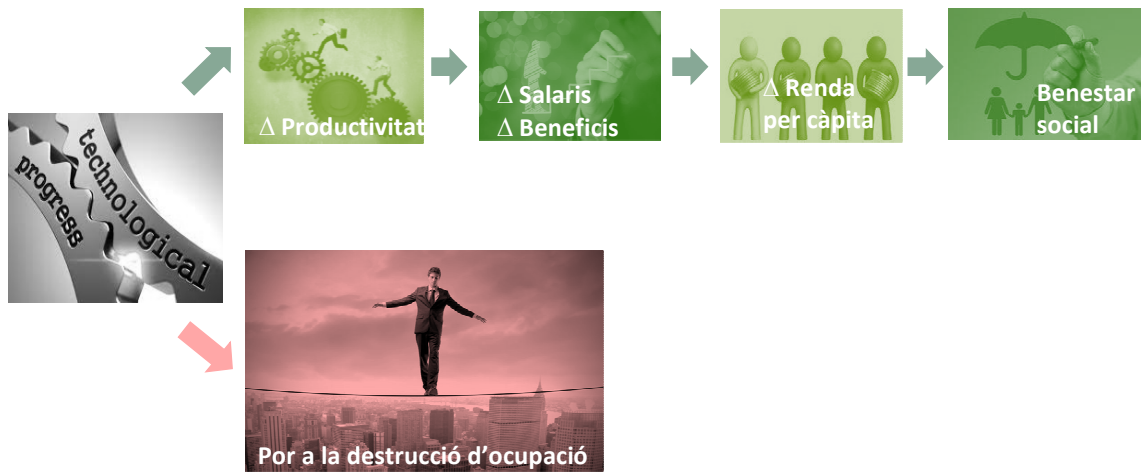 Δ Productivitat
Δ Salaris
Δ Beneficis
Δ Renda
per càpita
Benestar
social
technological
progress
Por a la destrucció d'ocupació